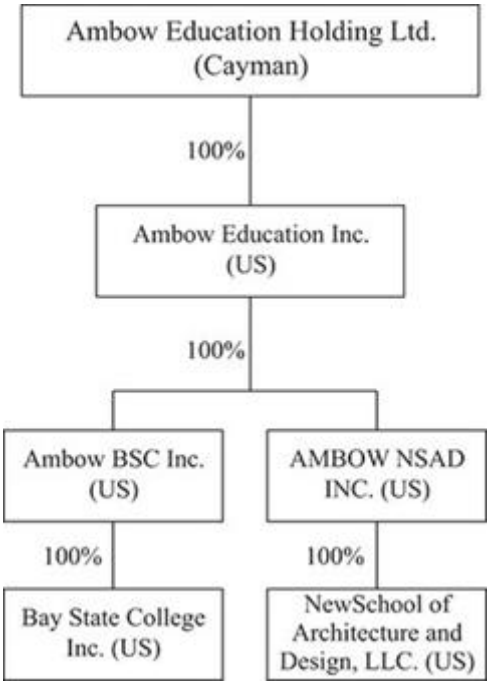 Ambow Education Holding Ltd.
(Cayman)
100%
Ambow Education Inc.
(US)
100%
Ambow BSC Inc.
(US)
AMBOW NSAD
INC. (US)
100%
100%
Bay State College
Inc. (US)
NewSchool of
Architecture and
Design, LLC. (US)